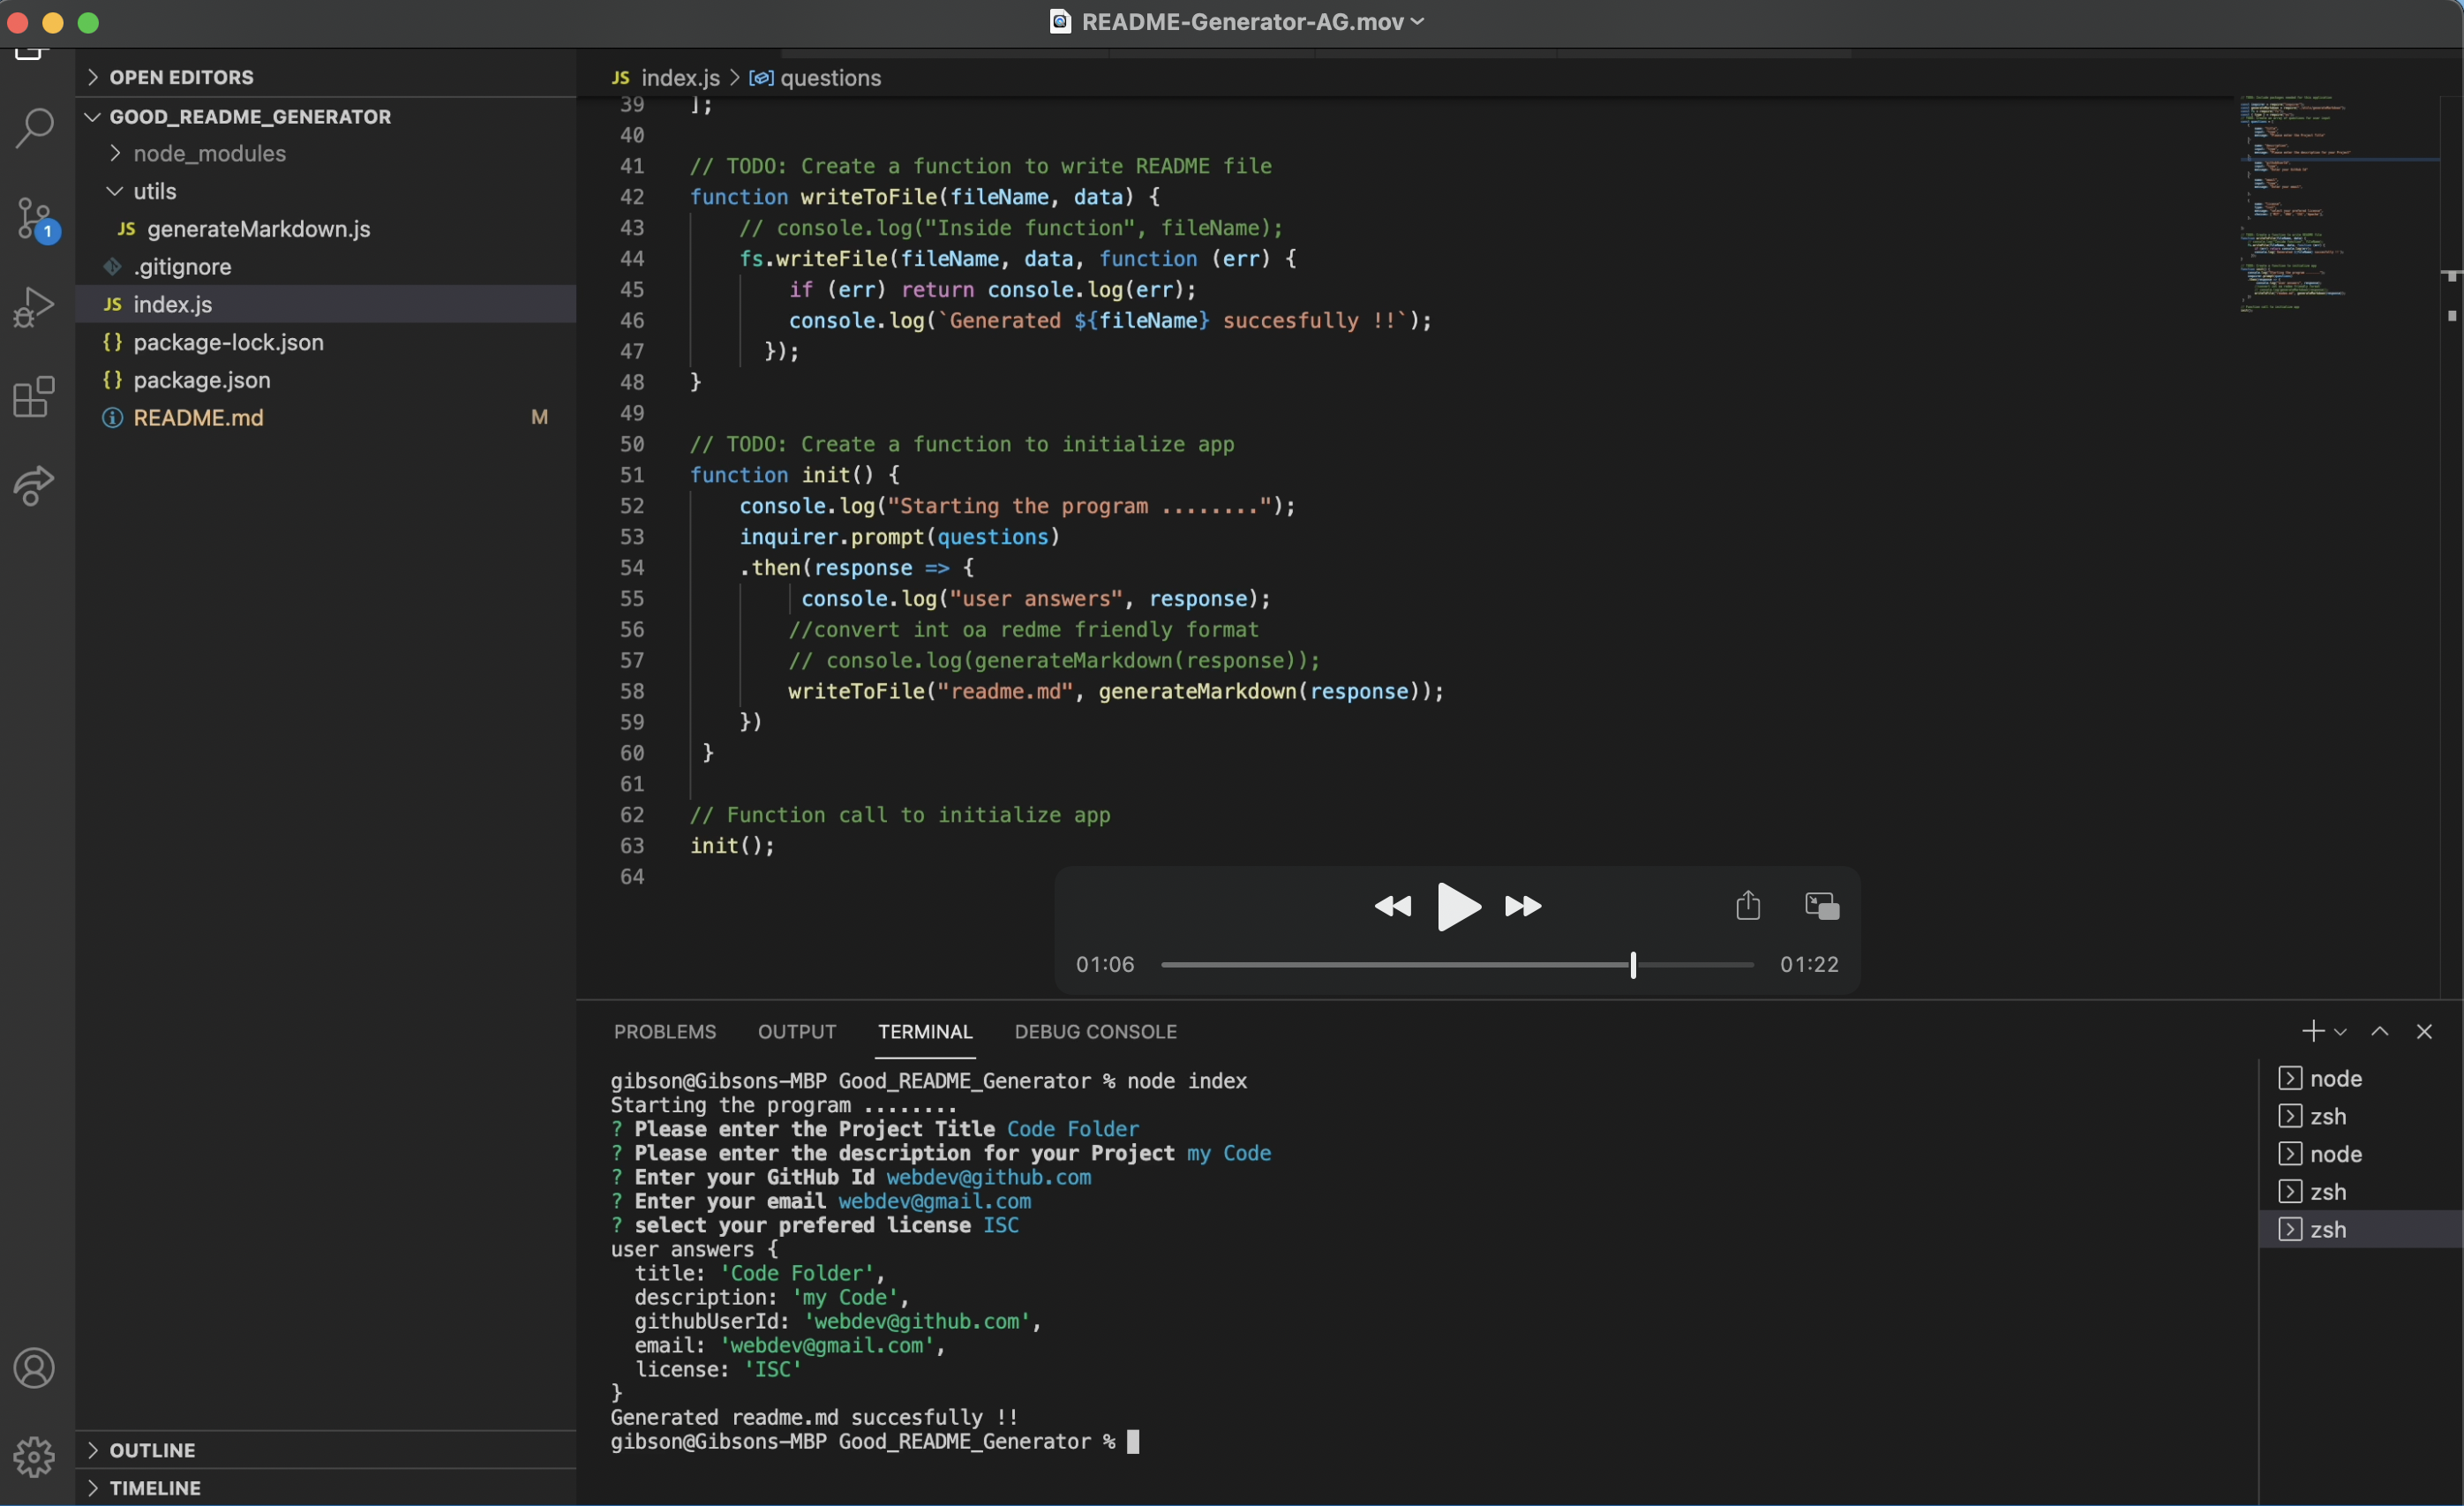 README-Generator-AG.mov
OPEN EDITORS
GOOD_README_GENERATOR
node_modules
utils
JS generateMarkdown.js
.gitignore
JS index.js
{} package-lock.json
{} package.json
README.md M
1
JS index.js > questions
39 ];
40
41 // TODO: Create a function to write README file
42 function writeToFile(fileName, data) {
43 // console.log("Inside function", fileName);
44 fs.writeFile(fileName, data, function (err) {
45 if (err) return console.log(err);
46 console.log(`Generated ${fileName} succesfully !!`);
47 });
48 }
49
50 // TODO: Create a function to initialize app
51 function init() {
52 console.log("Starting the program ........");
53 inquirer.prompt(questions)
54 .then(response => {
55 console.log("user answers", response);
56 //convert int oa redme friendly format
57 // console.log(generateMarkdown(response));
58 writeToFile("readme.md", generateMarkdown(response));
59 })
60 }
61
62 // Function call to initialize app
63 init();
64
01:06 01:22
PROBLEMS OUTPUT TERMINAL DEBUG CONSOLE
gibson@Gibsons-MBP Good_README_Generator % node index
Starting the program ........
? Please enter the Project Title Code Folder
? Please enter the description for your Project my Code
? Enter your GitHub Id webdev@github.com
? Enter your email webdev@gmail.com
? select your prefered license ISC
user answers {
title: 'Code Folder',
description: 'my Code',
githubUserId: 'webdev@github.com',
email: 'webdev@gmail.com',
license: 'ISC'
}
Generated readme.md succesfully !!
gibson@Gibsons-MBP Good_README_Generator %
node
zsh
node
zsh
zsh
OUTLINE
TIMELINE